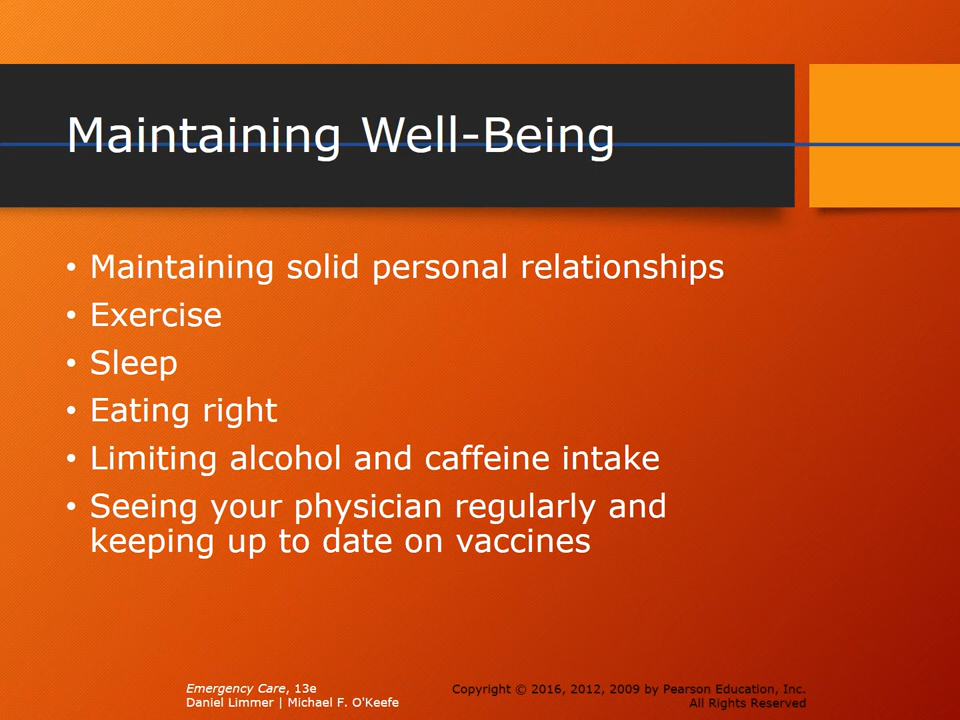 Maintaining Well-Being
• Maintaining solid personal relationships
• Exercise
• Sleep
• Eating right
• Limiting alcohol and caffeine intake
• Seeing your physician regularly and
keeping up to date on vaccines
Emergency Care, 13e
Daniel Limmer | Michael F. O'Keefe
Copyright © 2016, 2012, 2009 by Pearson Education, Inc.
All Rights Reserved